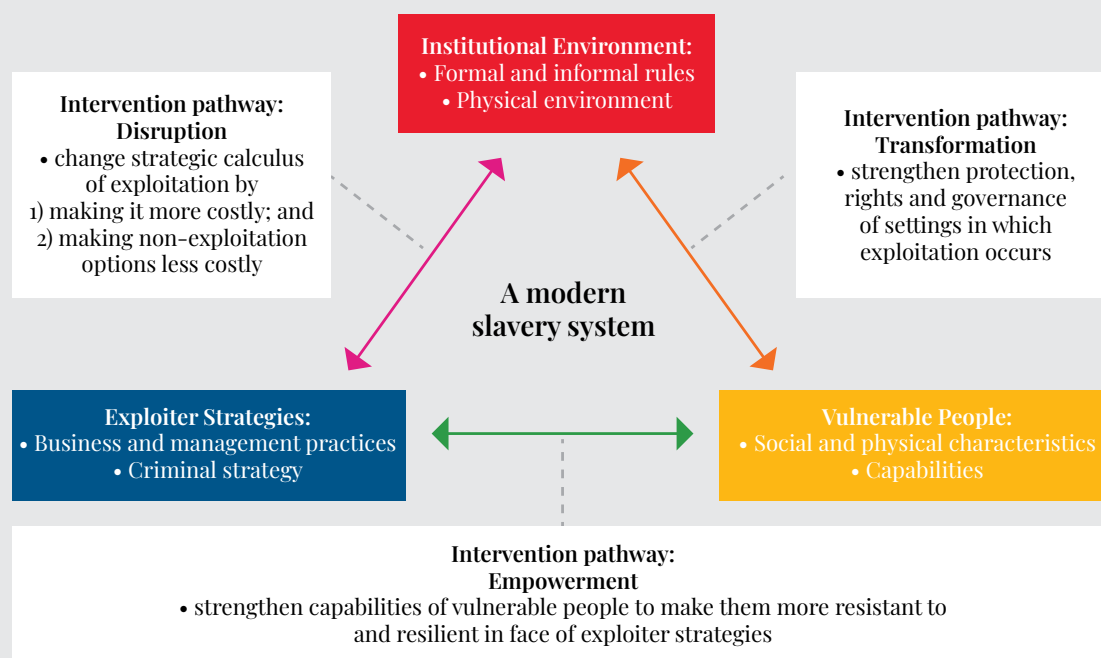 Institutional Environment:
• Formal and informal rules
• Physical environment
Intervention pathway:
Disruption
• change strategic calculus
of exploitation by
1) making it more costly; and
2) making non-exploitation
options less costly
Intervention pathway:
Transformation
• strengthen protection,
rights and governance
of settings in which
exploitation occurs
A modern
slavery system
Exploiter Strategies:
• Business and management practices
• Criminal strategy
Vulnerable People:
• Social and physical characteristics
• Capabilities
Intervention pathway:
Empowerment
• strengthen capabilities of vulnerable people to make them more resistant to
and resilient in face of exploiter strategies